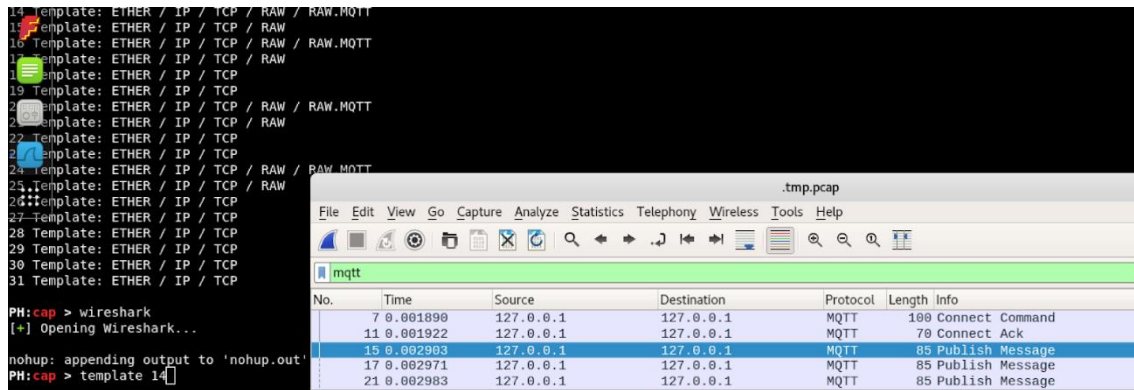 14 Template: ETHER / IP / TCP / RAW / RAW.MQTT
15 Template: ETHER / IP / TCP / RAW
16 Template: ETHER / IP / TCP / RAW / RAW.MQTT
17 Template: ETHER / IP / TCP / RAW
1 emplate: ETHER / IP / TCP
19 Template: ETHER / IP / TCP
2 emplate: ETHER / IP / TCP / RAW / RAW.MQTT
21 Template: ETHER / IP / TCP / RAW
22 Template: ETHER / IP / TCP
2 emplate: ETHER / IP / TCP
24 Template: ETHER / IP / TCP / RAW / RAW.MQTT
25 Template: ETHER / IP / TCP / RAW
26 Template: ETHER / IP / TCP
27 Template: ETHER / IP / TCP
28 Template: ETHER / IP / TCP
29 Template: ETHER / IP / TCP
30 Template: ETHER / IP / TCP
31 Template: ETHER / IP / TCP
PH:cap > wireshark
[+] Opening Wireshark...
nohup: appending output to 'nohup.out'
PH:cap > template 14
.tmp.pcap
File Edit View Go Capture Analyze Statistics Telephony Wireless Tools Help
mqtt
No. Time Source Destination Protocol Length Info
7 0.001890 127.0.0.1 127.0.0.1 MQTT 100 Connect Command
11 0.001922 127.0.0.1 127.0.0.1 MQTT 70 Connect Ack
15 0.002903 127.0.0.1 127.0.0.1 MQTT 85 Publish Message
17 0.002971 127.0.0.1 127.0.0.1 MQTT 85 Publish Message
21 0.002983 127.0.0.1 127.0.0.1 MQTT 85 Publish Message